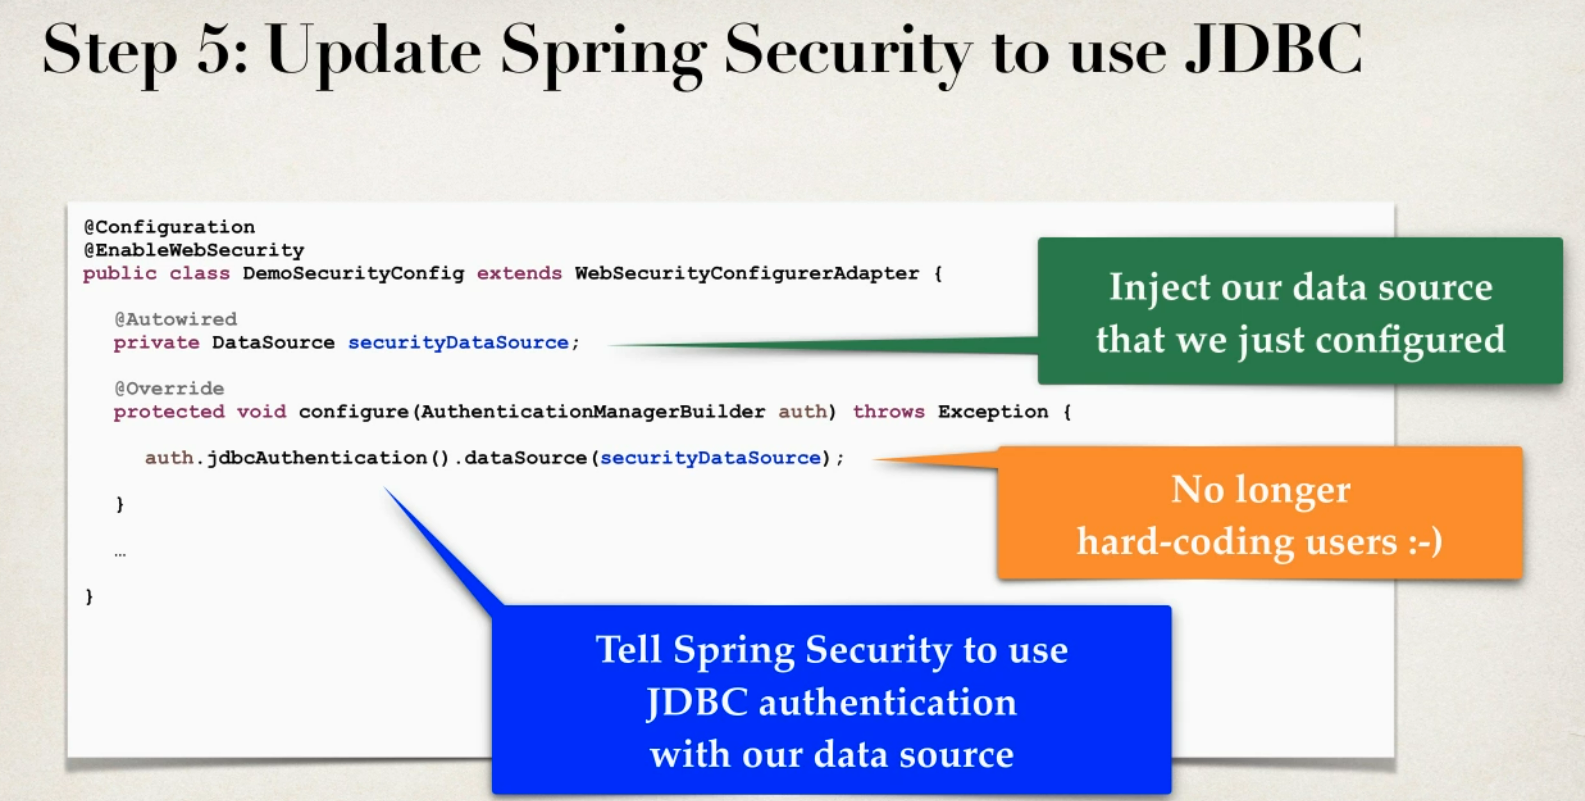 Step 5: Update Spring Security to use JDBC
@Configuration
@EnableWebSecurity
public class DemoSecurityConfig extends WebSecurityConfigurerAdapter {
@Autowired
private DataSource securityDataSource;
@Override
protected void configure(AuthenticationManagerBuilder auth) throws Exception {
auth.jdbcAuthentication().dataSource(securityDataSource);
}
…
}
Inject our data source
that we just configured
No longer
hard-coding users :-)
Tell Spring Security to use
JDBC authentication
with our data source